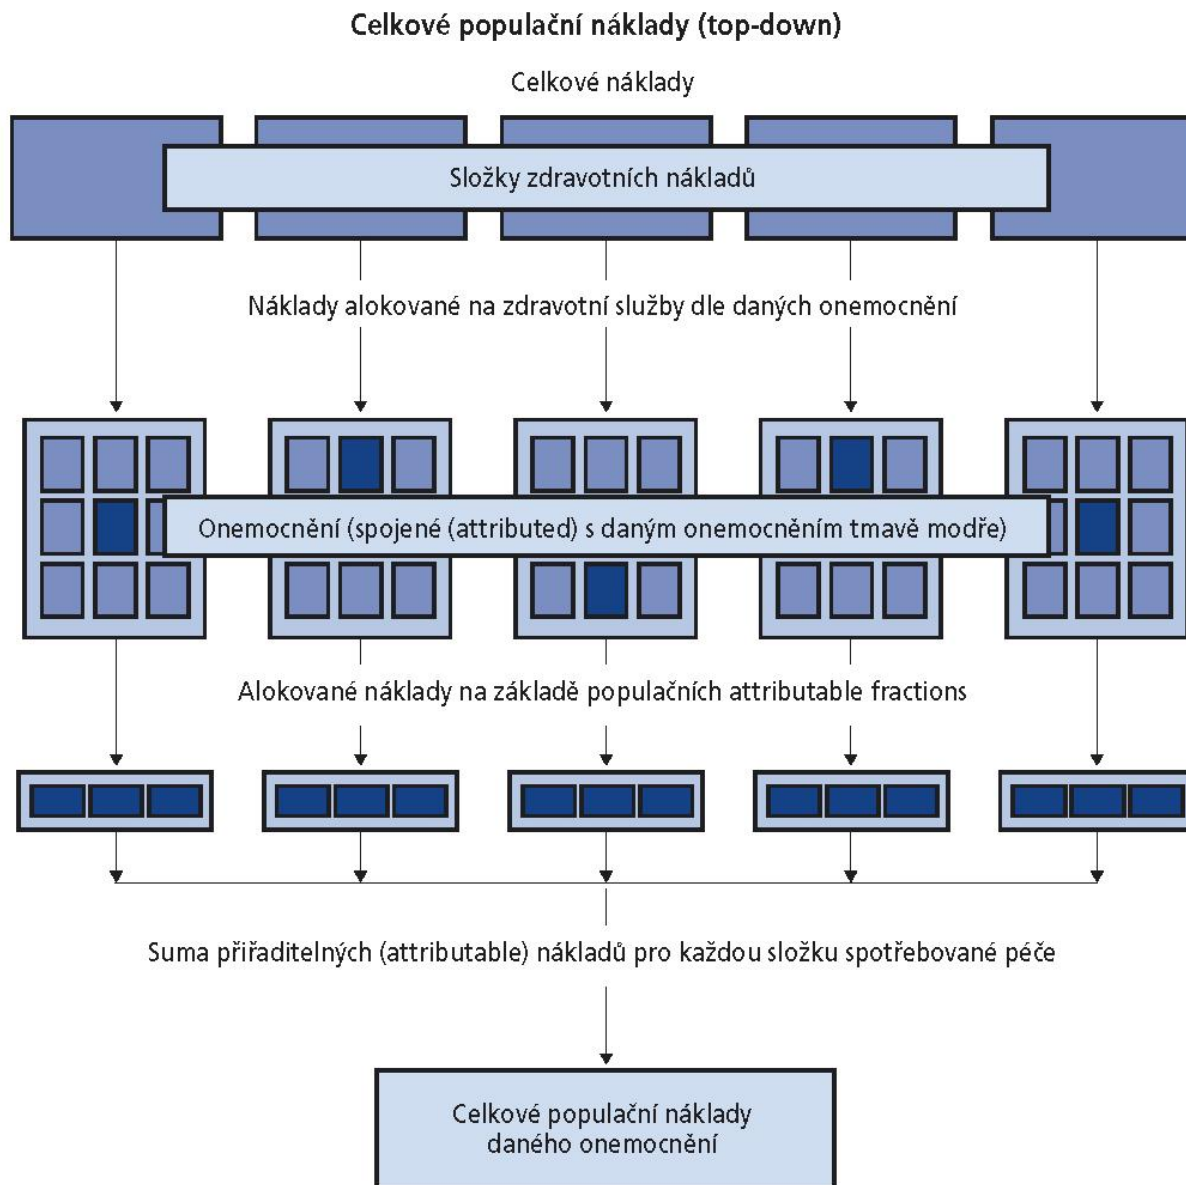 Celkové populační náklady (top-down)
Celkové náklady
Složky zdravotních nákladů
Náklady alokované na zdravotní služby dle daných onemocnění
Onemocnění (spojené (attributed) s daným onemocněním tmavě modře)
Alokované náklady na základě populačních attributable fractions
Suma přiřaditelných (attributable) nákladů pro každou složku spotřebované péče
Celkové populační náklady
daného onemocnění